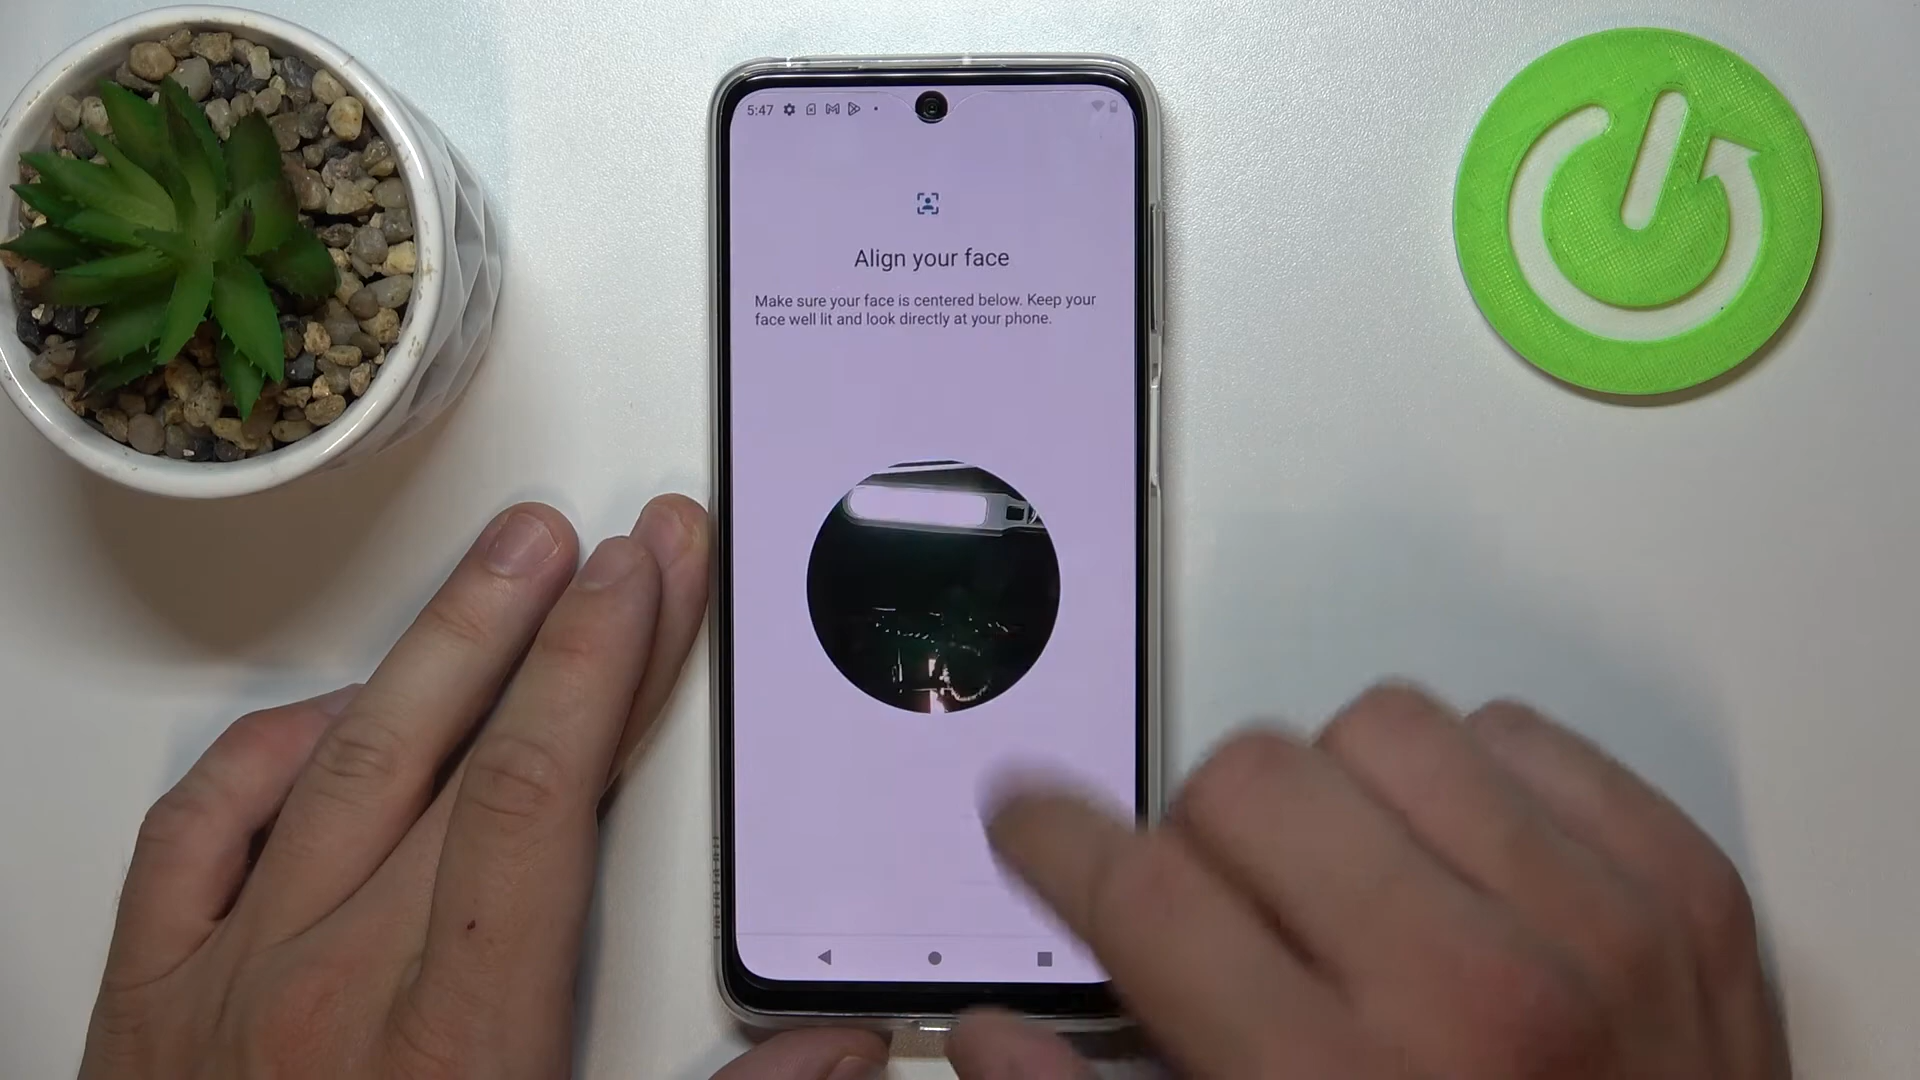 5:47
Align your face
Make sure your face is centered below. Keep your
face well lit and look directly at your phone.